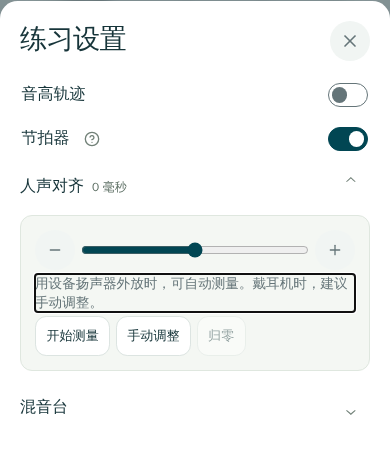 练习设置
音高轨迹
节拍器
人声对齐 0 毫秒
用设备扬声器外放时，可自动测量。戴耳机时，建议
手动调整。
开始测量 手动调整 归零
混音台